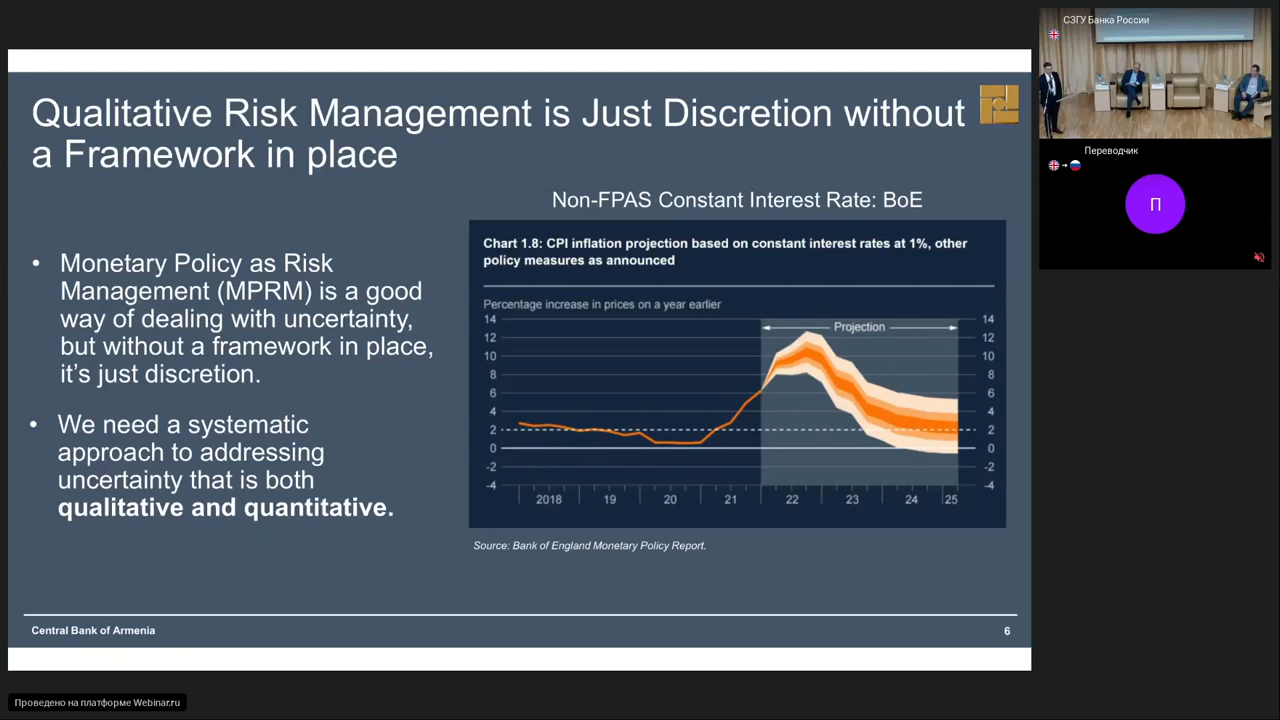 Qualitative Risk Management is Just Discretion without
a Framework in place
Non-FPAS Constant Interest Rate: BoE
• Monetary Policy as Risk
Management (MPRM) is a good
way of dealing with uncertainty,
but without a framework in place,
it’s just discretion.
• We need a systematic
approach to addressing
uncertainty that is both
qualitative and quantitative.
Chart 1.8: CPI inflation projection based on constant interest rates at 1%, other
policy measures as announced
Percentage increase in prices on a year earlier
Projection
14 14
12 12
10 10
8 8
6 6
4 4
2 2
0 0
-2 -2
-4 -4
2018 19 20 21 22 23 24 25
Source: Bank of England Monetary Policy Report.
Central Bank of Armenia
6
СЗГУ Банка России
Переводчик
П
Проведено на платформе Webinar.ru